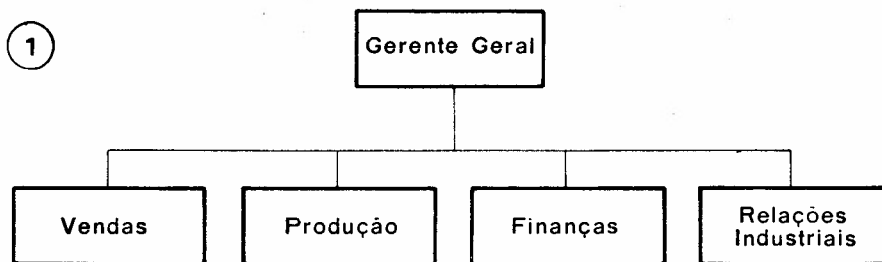 1
Gerente Geral
Vendas
Produção
Finanças
Relações
Industriais